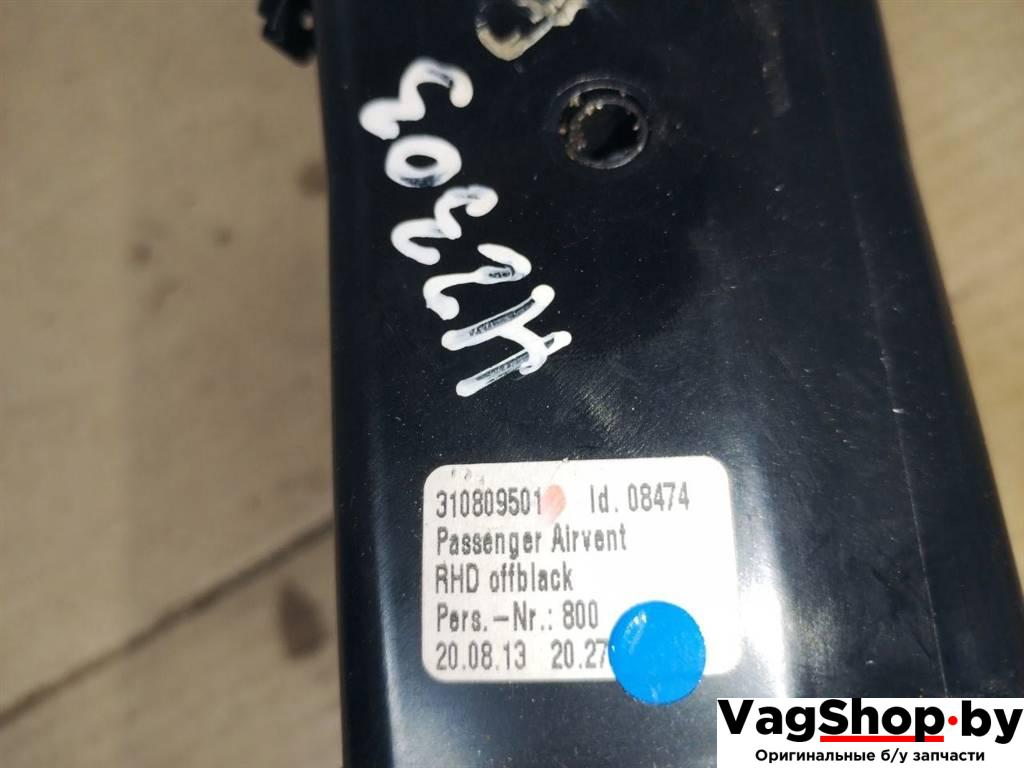 310809501 Id. 08474
Passenger Airvent
RHD offblack
Pers.-Nr.: 800
20.08.13 20.27
VagShop.by
Оригинальные б/у запчасти